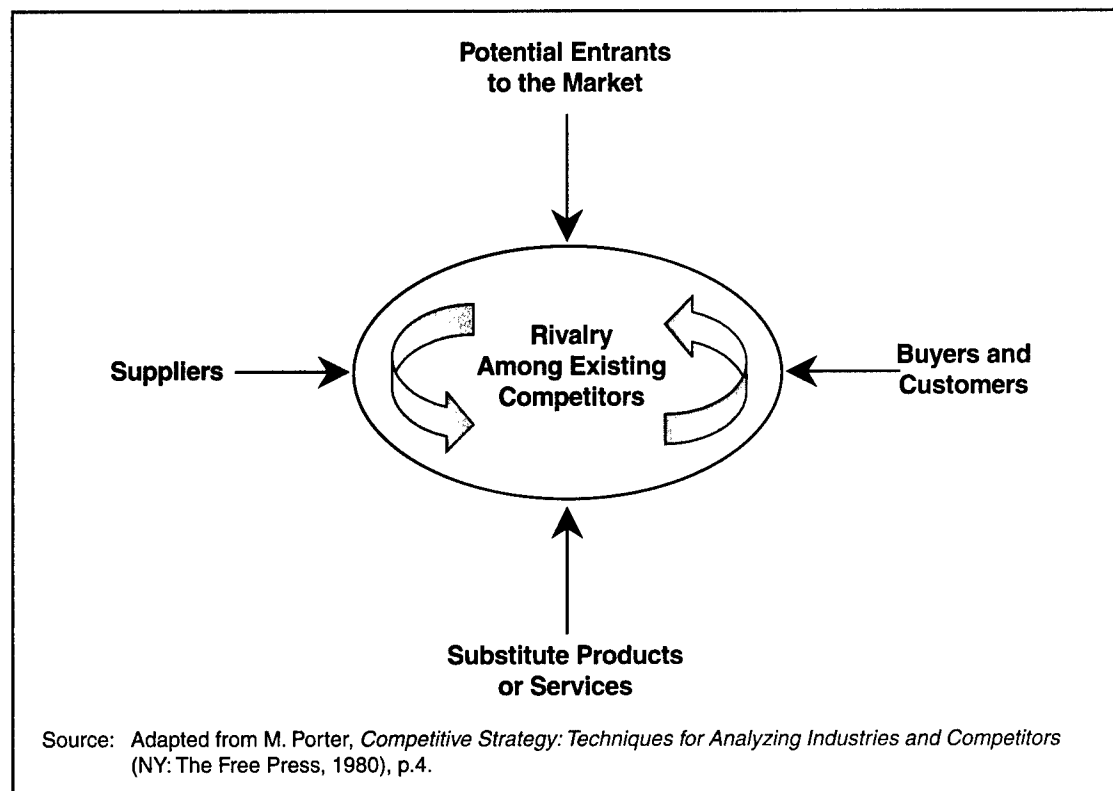 Potential Entrants
to the Market
Suppliers
Rivalry
Among Existing
Competitors
Buyers and
Customers
Substitute Products
or Services
Source: Adapted from M. Porter, Competitive Strategy: Techniques for Analyzing Industries and Competitors
(NY: The Free Press, 1980), p.4.